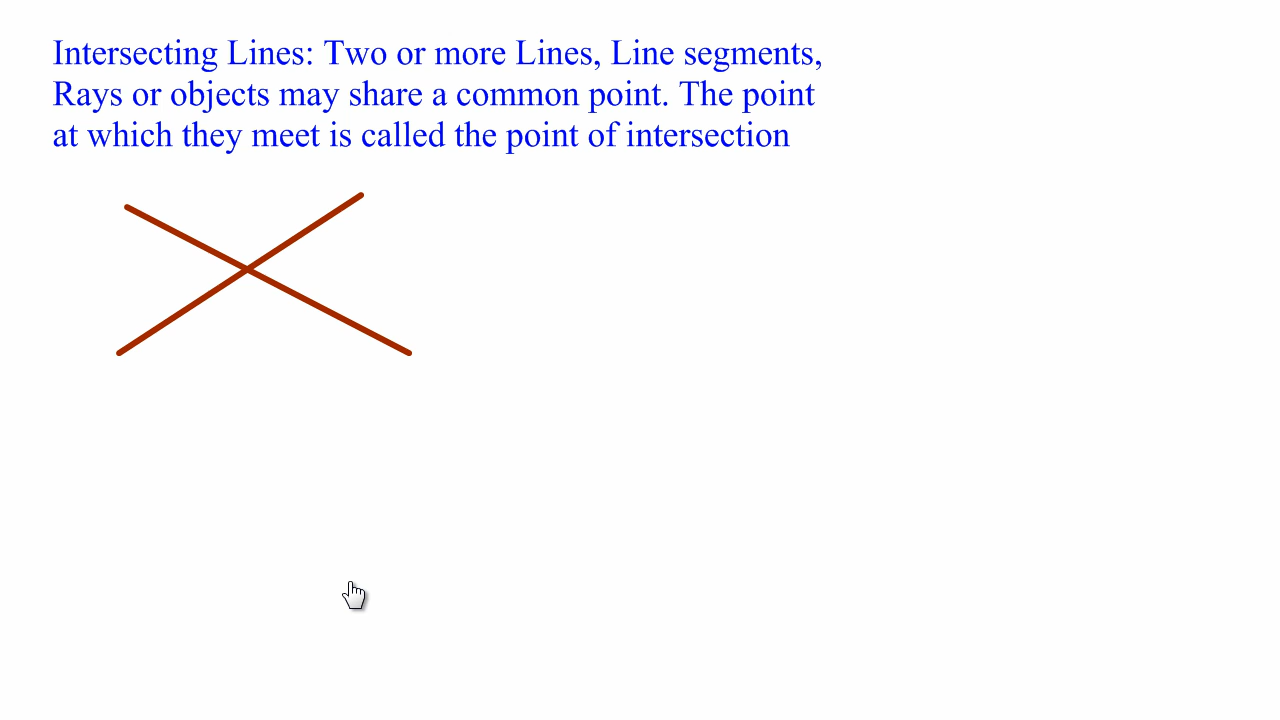 Intersecting Lines: Two or more Lines, Line segments,
Rays or objects may share a common point. The point
at which they meet is called the point of intersection